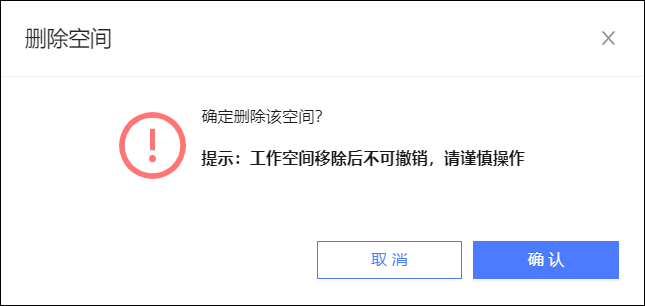 删除空间
确定删除该空间?
提示：工作空间移除后不可撤销，请谨慎操作
取 消
确 认